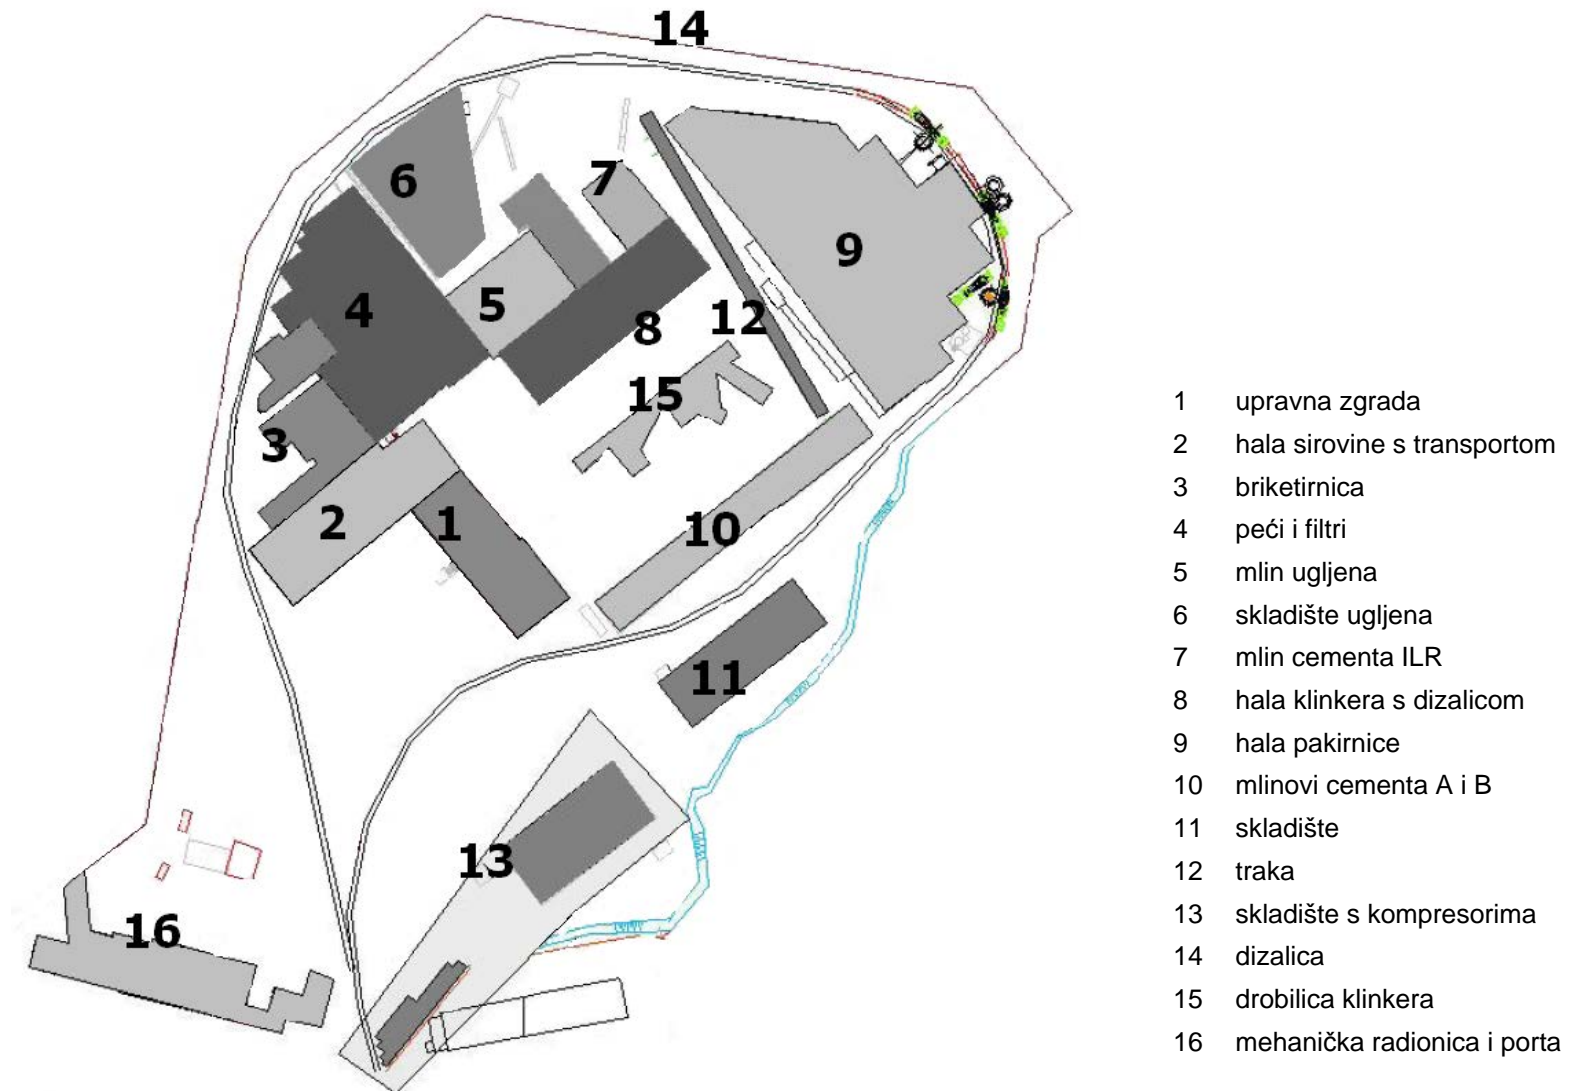 14
6
7
9
4
5
8
12
15
3
2
1
10
11
13
16
1 upravna zgrada
2 hala sirovine s transportom
3 briketirnica
4 peći i filtri
5 mlin ugljena
6 skladište ugljena
7 mlin cementa ILR
8 hala klinkera s dizalicom
9 hala pakirnice
10 mlinovi cementa A i B
11 skladište
12 traka
13 skladište s kompresorima
14 dizalica
15 drobilica klinkera
16 mehanička radionica i porta